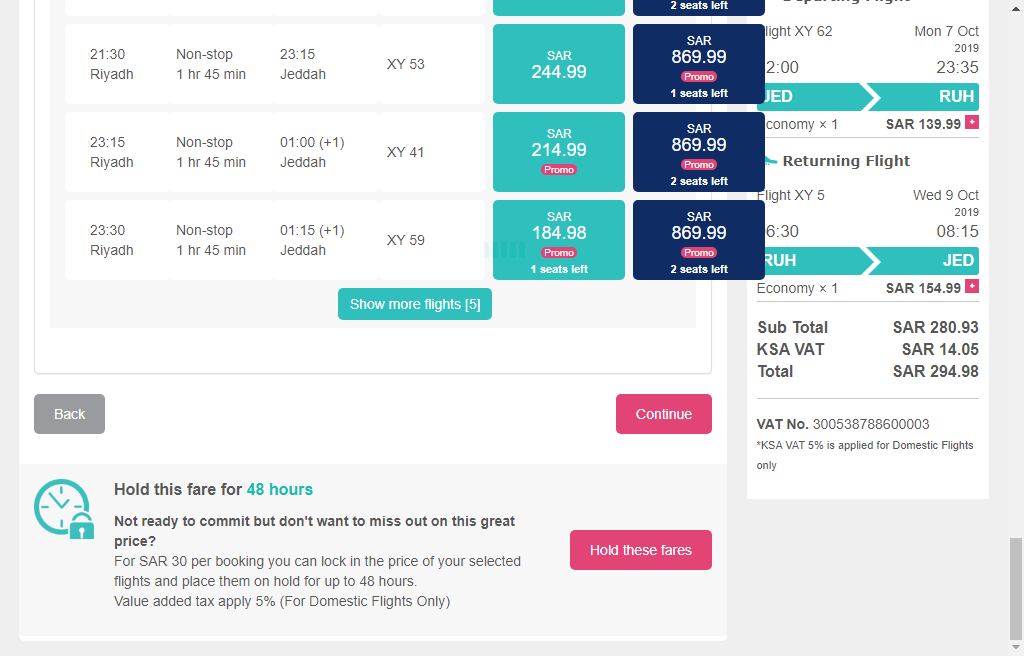 2 seats left
21:30 Non-stop 23:15 XY 53 SAR 244.99 SAR 869.99 Promo 1 seats left
Riyadh 1 hr 45 min Jeddah
23:15 Non-stop 01:00 (+1) XY 41 SAR 214.99 Promo SAR 869.99 Promo 2 seats left
Riyadh 1 hr 45 min Jeddah
23:30 Non-stop 01:15 (+1) XY 59 SAR 184.98 Promo 1 seats left SAR 869.99 Promo 2 seats left
Riyadh 1 hr 45 min Jeddah
Show more flights [5]
Back
Continue
Hold this fare for 48 hours
Not ready to commit but don't want to miss out on this great
price?
For SAR 30 per booking you can lock in the price of your selected
flights and place them on hold for up to 48 hours.
Value added tax apply 5% (For Domestic Flights Only)
Hold these fares
Flight XY 62 Mon 7 Oct
2019
23:35
JED RUH
Economy × 1 SAR 139.99 +
Returning Flight
Flight XY 5 Wed 9 Oct
2019
08:15
RUH JED
Economy × 1 SAR 154.99 +
Sub Total SAR 280.93
KSA VAT SAR 14.05
Total SAR 294.98
VAT No. 300538788600003
*KSA VAT 5% is applied for Domestic Flights
only